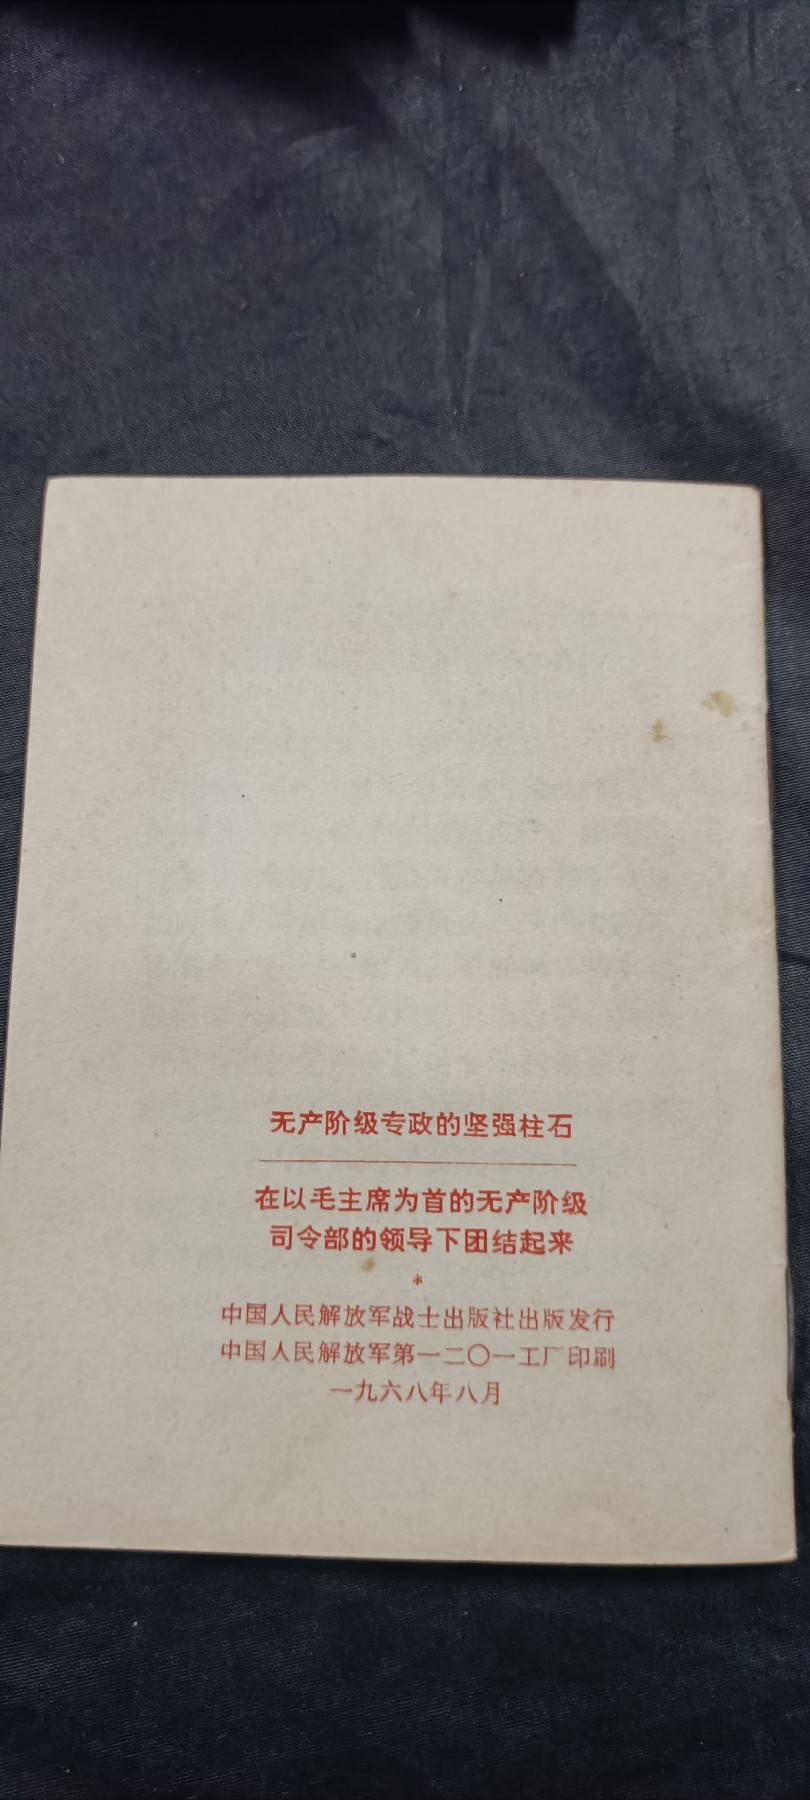 无产阶级专政的坚强柱石
在以毛主席为首的无产阶级
司令部的领导下团结起来
*
中国人民解放军战士出版社出版发行
中国人民解放军第一二〇一工厂印刷
一九六八年八月